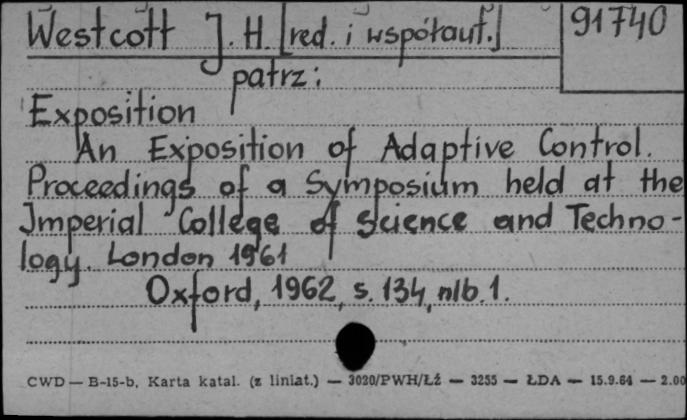 Westcott J. H. [red. i współaut.] 91740
patrz:
Exposition
An Exposition of Adaptive Control.
Proceedings of a Symposium held at the
Imperial College of Science and Techno-
logy. London 1961
Oxford, 1962, s. 134, nlb. 1.
CWD — B-15-b, Karta katal. (z liniat.) — 3020/PWH/Łź — 3255 — ŁDA — 15.9.64 — 2.00